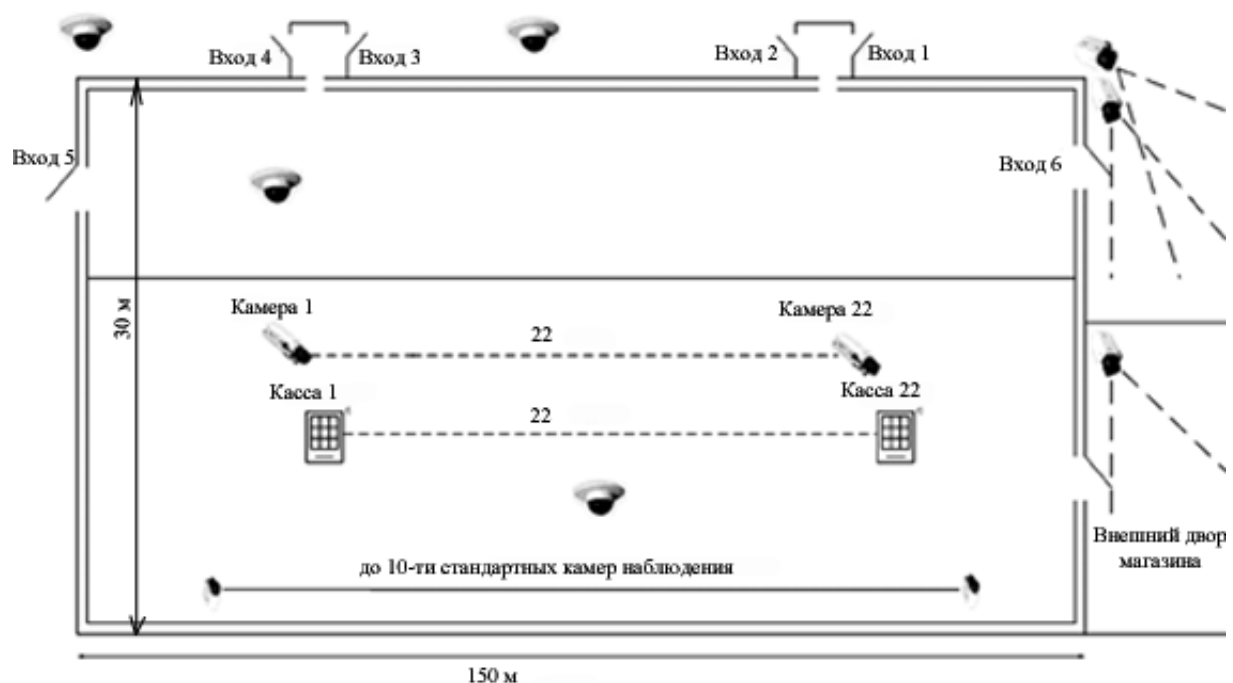 Вход 4
Вход 3
Вход 2
Вход 1
Вход 5
Вход 6
30 м
Камера 1
Камера 22
22
Касса 1
Касса 22
22
до 10-ти стандартных камер наблюдения
Внешний двор
магазина
150 м